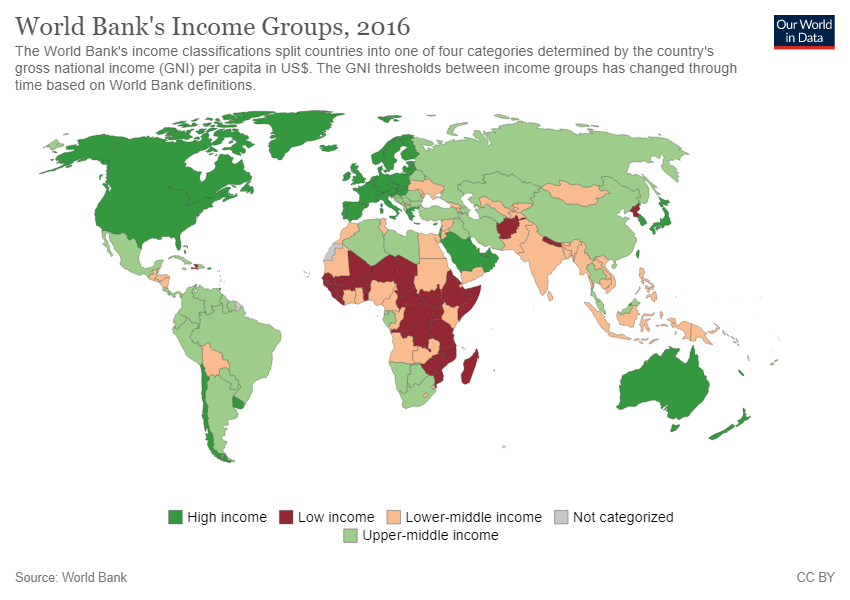 World Bank's Income Groups, 2016
Our World
in Data
The World Bank's income classifications split countries into one of four categories determined by the country's
gross national income (GNI) per capita in US$. The GNI thresholds between income groups has changed through
time based on World Bank definitions.
High income
Low income
Lower-middle income
Not categorized
Upper-middle income
Source: World Bank
CC BY